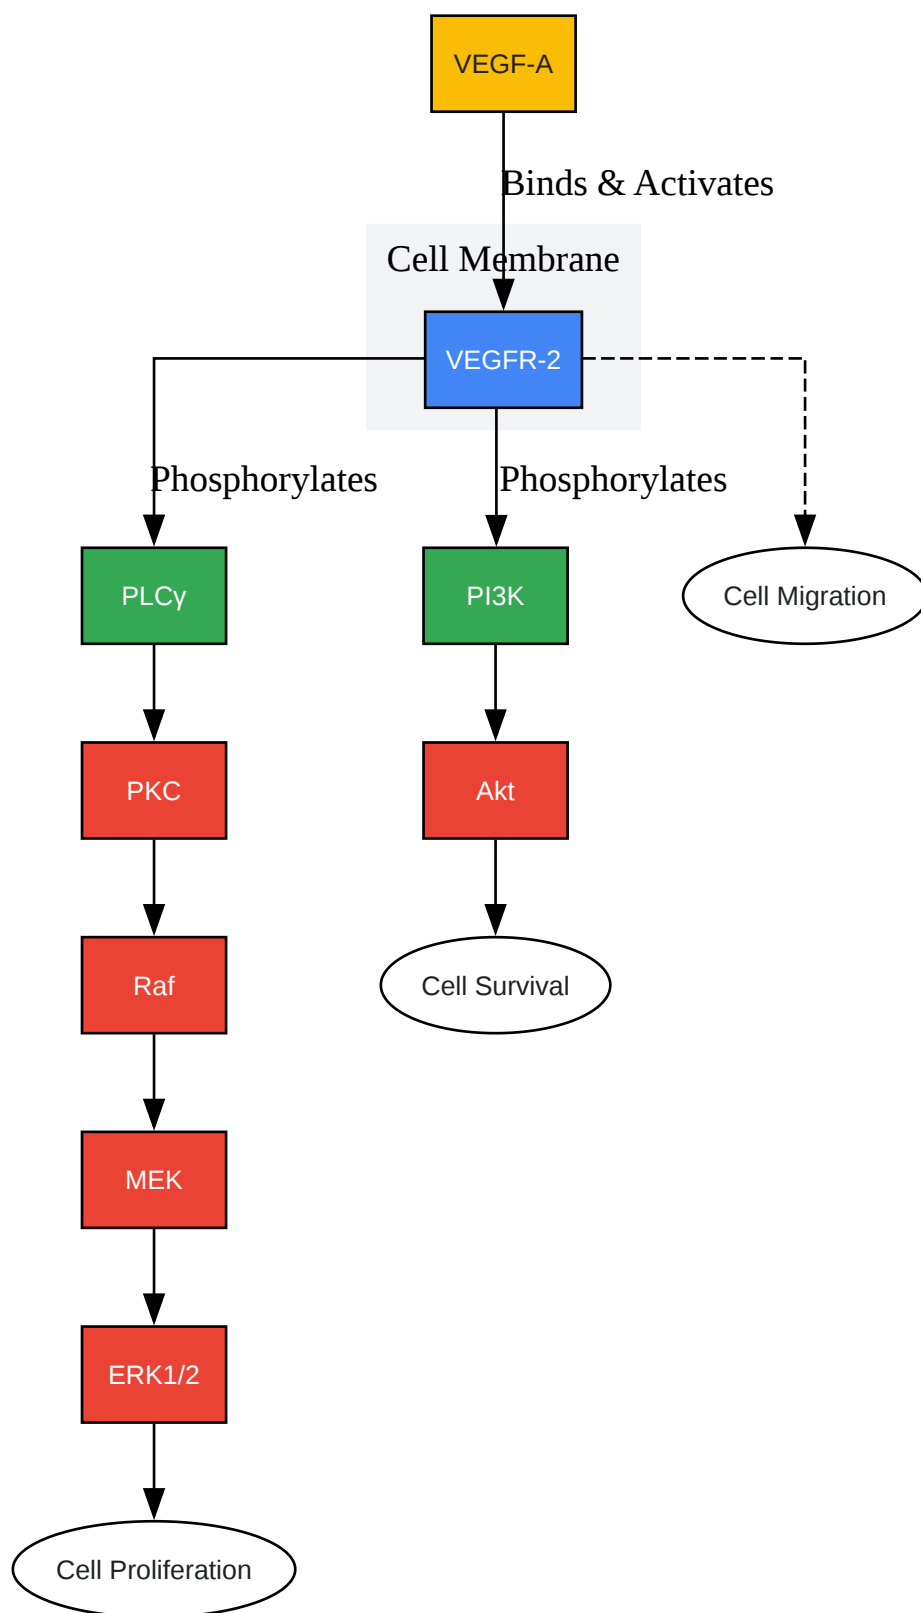 VEGF-A
Binds & Activates
Cell Membrane
VEGFR-2
Phosphorylates
Phosphorylates
PLCγ
PI3K
Cell Migration
PKC
Akt
Raf
Cell Survival
MEK
ERK1/2
Cell Proliferation